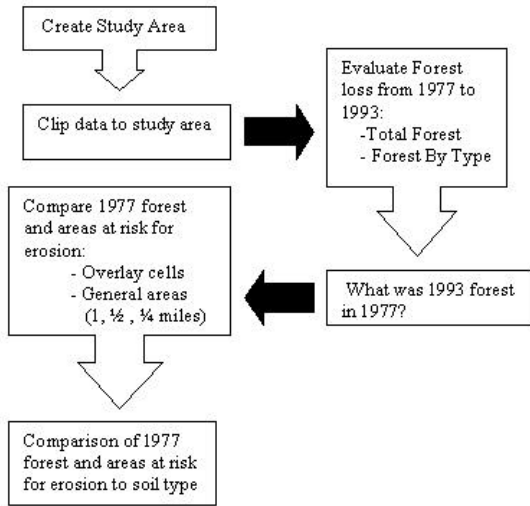 Create Study Area
Clip data to study area
Evaluate Forest
loss from 1977 to
1993:
-Total Forest
- Forest By Type
What was 1993 forest
in 1977?
Compare 1977 forest
and areas at risk for
erosion:
- Overlay cells
- General areas
(1, ½ , ¼ miles)
Comparison of 1977
forest and areas at risk
for erosion to soil type